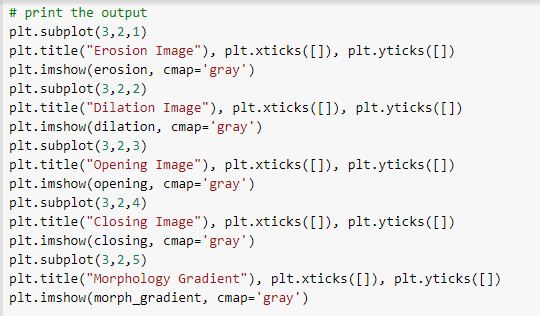 # print the output
plt.subplot(3,2,1)
plt.title("Erosion Image"), plt.xticks([]), plt.yticks([])
plt.imshow(erosion, cmap='gray')
plt.subplot(3,2,2)
plt.title("Dilation Image"), plt.xticks([]), plt.yticks([])
plt.imshow(dilation, cmap='gray')
plt.subplot(3,2,3)
plt.title("Opening Image"), plt.xticks([]), plt.yticks([])
plt.imshow(opening, cmap='gray')
plt.subplot(3,2,4)
plt.title("Closing Image"), plt.xticks([]), plt.yticks([])
plt.imshow(closing, cmap='gray')
plt.subplot(3,2,5)
plt.title("Morphology Gradient"), plt.xticks([]), plt.yticks([])
plt.imshow(morph_gradient, cmap='gray')